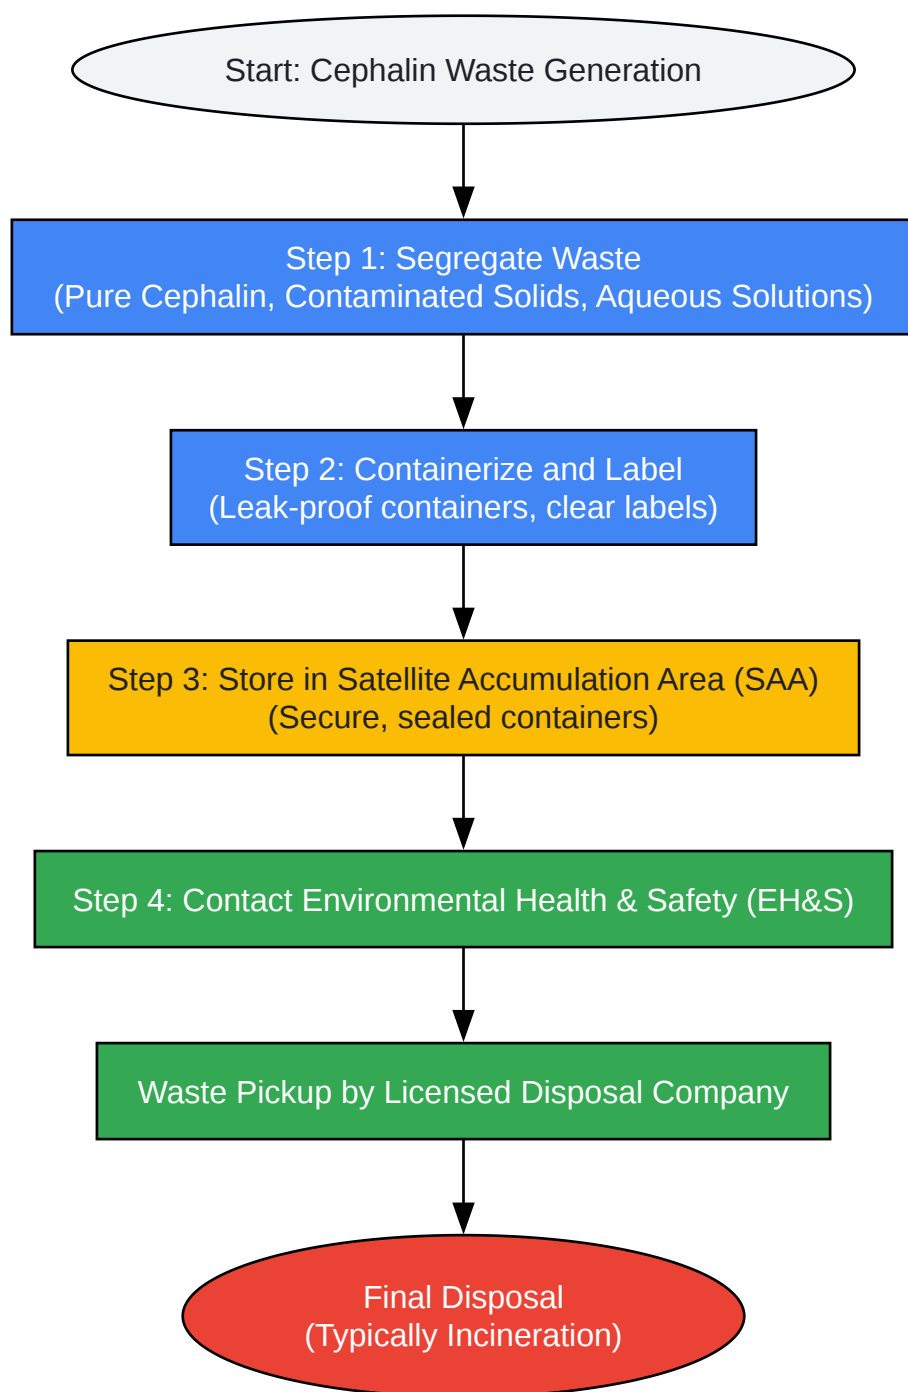 Start: Cephalin Waste Generation
Step 1: Segregate Waste
(Pure Cephalin, Contaminated Solids, Aqueous Solutions)
Step 2: Containerize and Label
(Leak-proof containers, clear labels)
Step 3: Store in Satellite Accumulation Area (SAA)
(Secure, sealed containers)
Step 4: Contact Environmental Health & Safety (EH&S)
Waste Pickup by Licensed Disposal Company
Final Disposal
(Typically Incineration)